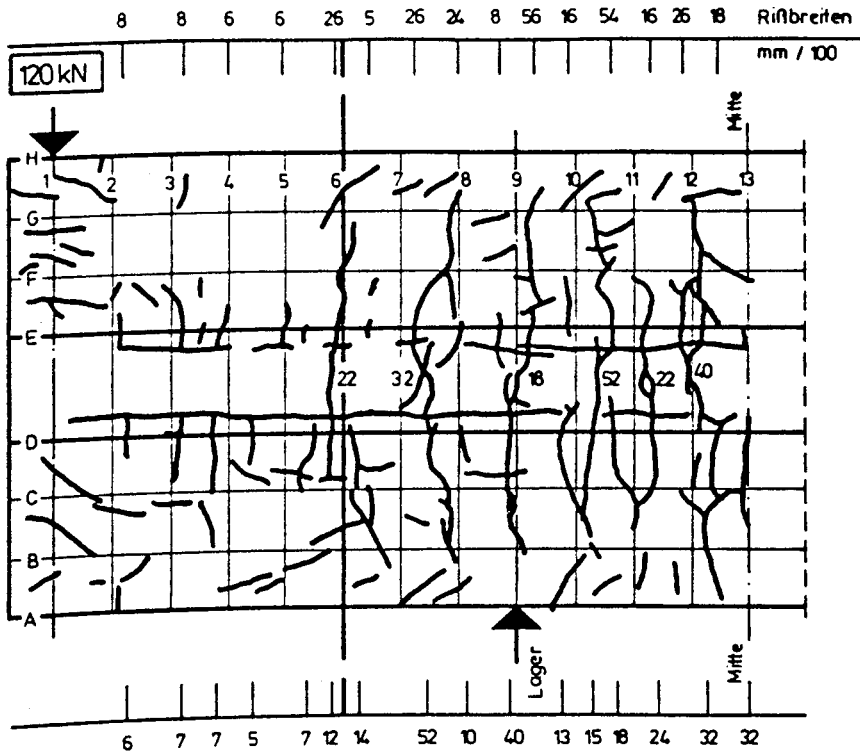 8 8 6 6 26 5 26 24 8 56 16 54 16 26 18 Rißbreiten
mm / 100
120 kN
Mitte
H
1 2 3 4 5 6 7 8 9 10 11 12 13
G
F
E
22 32 18 52 22 40
D
C
B
A
Lager
Mitte
6 7 7 5 7 12 14 52 10 40 13 15 18 24 32 32